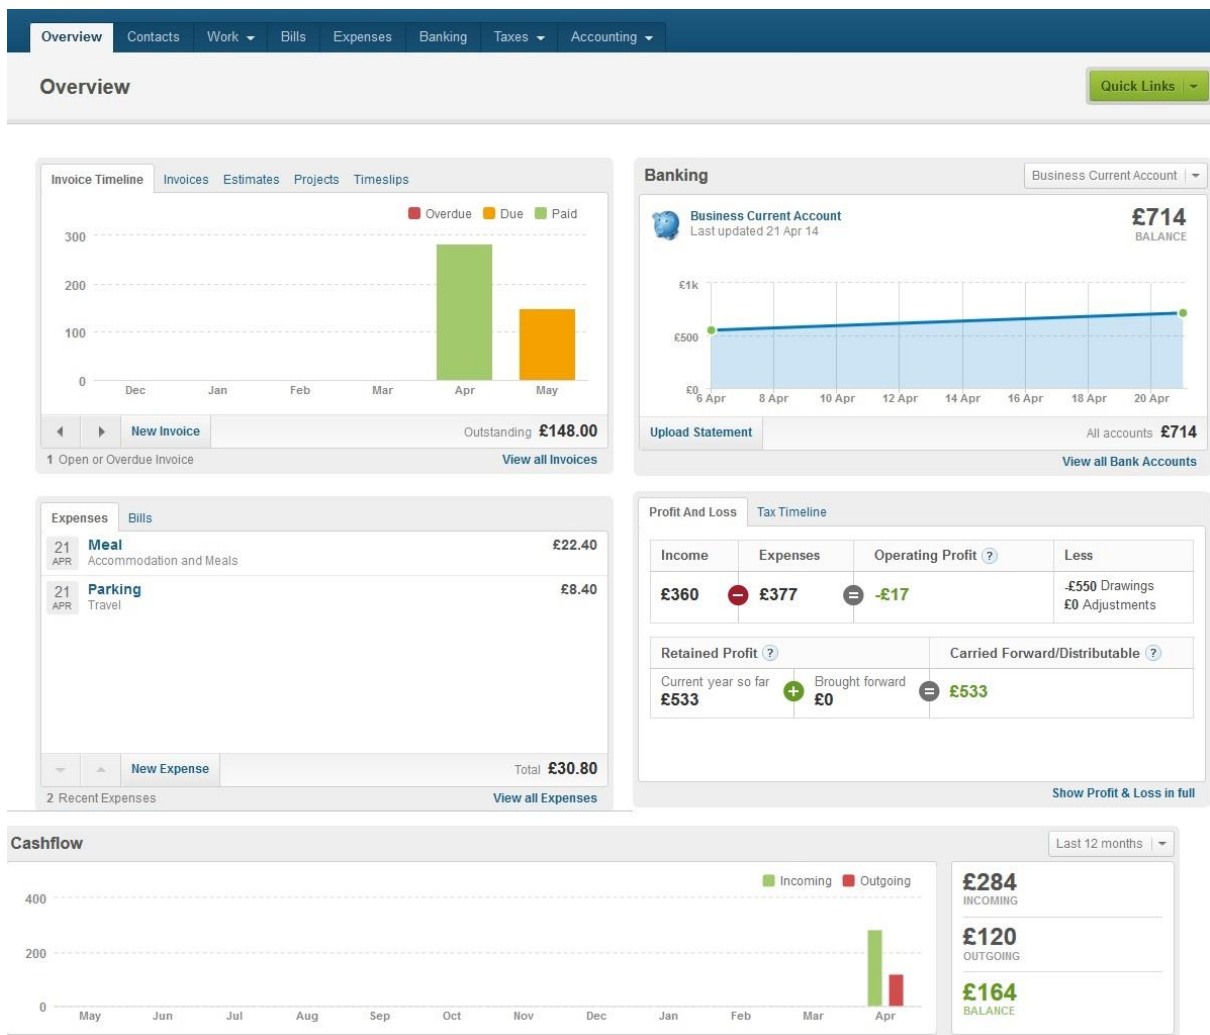 Overview Contacts Work Bills Expenses Banking Taxes Accounting
Overview
Quick Links
Invoice Timeline Invoices Estimates Projects Timeslips
Overdue Due Paid
300
200
100
0
Dec Jan Feb Mar Apr May
New Invoice Outstanding £148.00
1 Open or Overdue Invoice View all Invoices
Banking Business Current Account
Business Current Account £714
Last updated 21 Apr 14 BALANCE
£1k
£500
£0
6 Apr 8 Apr 10 Apr 12 Apr 14 Apr 16 Apr 18 Apr 20 Apr
Upload Statement All accounts £714
View all Bank Accounts
Expenses Bills
21 Meal £22.40
APR Accommodation and Meals
21 Parking £8.40
APR Travel
New Expense Total £30.80
2 Recent Expenses View all Expenses
Profit And Loss Tax Timeline
Income Expenses Operating Profit ? Less
£360 − £377 = -£17 -£550 Drawings
£0 Adjustments
Retained Profit ? Carried Forward/Distributable ?
Current year so far Brought forward
£533 + £0 = £533
Show Profit & Loss in full
Cashflow Last 12 months
Incoming Outgoing
400
200
0
May Jun Jul Aug Sep Oct Nov Dec Jan Feb Mar Apr
£284
INCOMING
£120
OUTGOING
£164
BALANCE